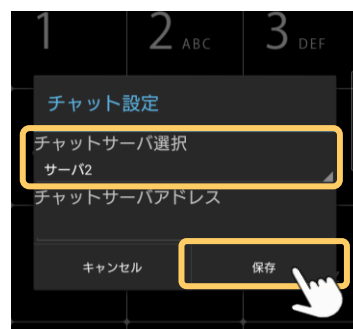 1 2 ABC 3 DEF
チャット設定
チャットサーバ選択
サーバ2
チャットサーバアドレス
キャンセル 保存